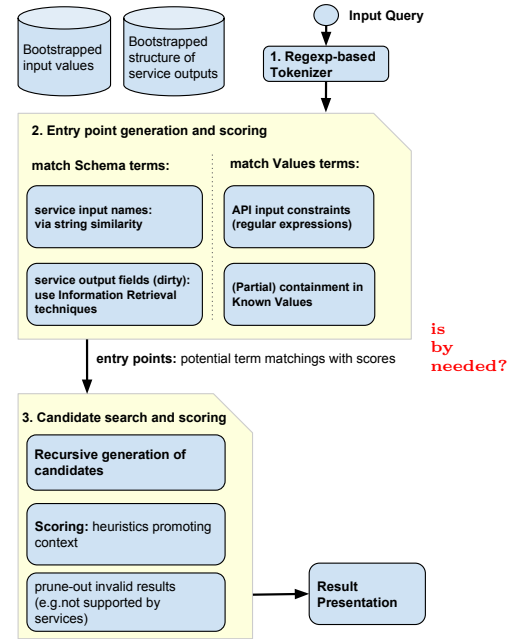 Input Query
Bootstrapped
input values
Bootstrapped
structure of
service outputs
1. Regexp-based
Tokenizer
2. Entry point generation and scoring
match Schema terms:
match Values terms:
service input names:
via string similarity
API input constraints
(regular expressions)
service output fields (dirty):
use Information Retrieval
techniques
(Partial) containment in
Known Values
is
by
needed?
entry points: potential term matchings with scores
3. Candidate search and scoring
Recursive generation of
candidates
Scoring: heuristics promoting
context
prune-out invalid results
(e.g.not supported by
services)
Result
Presentation